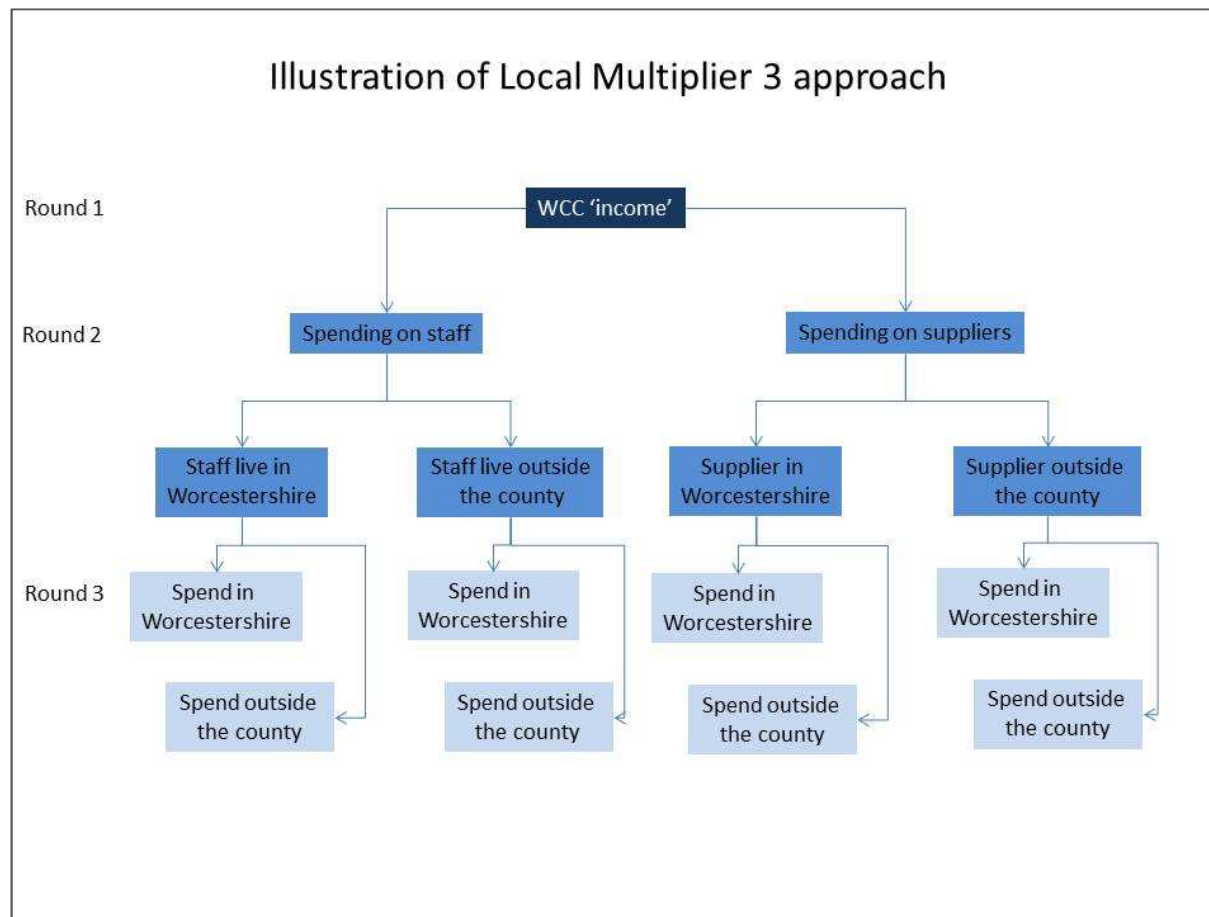 Illustration of Local Multiplier 3 approach
Round 1
WCC ‘income’
Round 2
Spending on staff
Spending on suppliers
Staff live in
Worcestershire
Staff live outside
the county
Supplier in
Worcestershire
Supplier outside
the county
Round 3
Spend in
Worcestershire
Spend in
Worcestershire
Spend in
Worcestershire
Spend in
Worcestershire
Spend outside
the county
Spend outside
the county
Spend outside
the county
Spend outside
the county